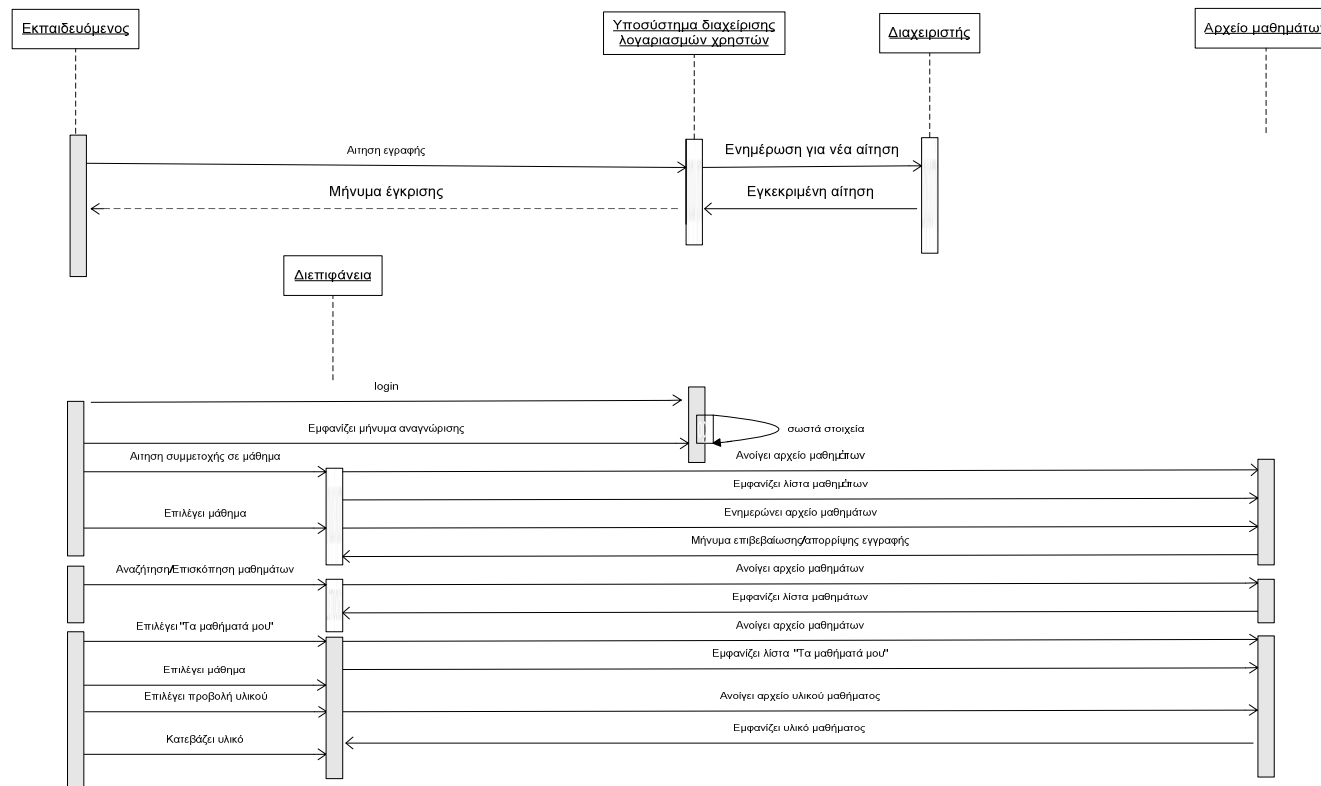 Εκπαιδευόμενος
Υποσύστημα διαχείρισης
λογαριασμών χρηστών
Διαχειριστής
Αρχείο μαθημάτων
Αιτηση εγραφής
Ενημέρωση για νέα αίτηση
Μήνυμα έγκρισης
Εγκεκριμένη αίτηση
Διεπιφάνεια
login
Εμφανίζει μήνυμα αναγνώρισης
σωστά στοιχεία
Αιτηση συμμετοχής σε μάθημα
Ανοίγει αρχείο μαθημάτων
Εμφανίζει λίστα μαθημάτων
Επιλέγει μάθημα
Ενημερώνει αρχείο μαθημάτων
Μήνυμα επιβεβαίωσης/απορρίψης εγγραφής
Αναζήτηση/Επισκόπηση μαθημάτων
Ανοίγει αρχείο μαθημάτων
Εμφανίζει λίστα μαθημάτων
Επιλέγει "Τα μαθήματά μου"
Ανοίγει αρχείο μαθημάτων
Εμφανίζει λίστα "Τα μαθήματά μου"
Επιλέγει μάθημα
Επιλέγει προβολή υλικού
Ανοίγει αρχείο υλικού μαθήματος
Εμφανίζει υλικό μαθήματος
Κατεβάζει υλικό